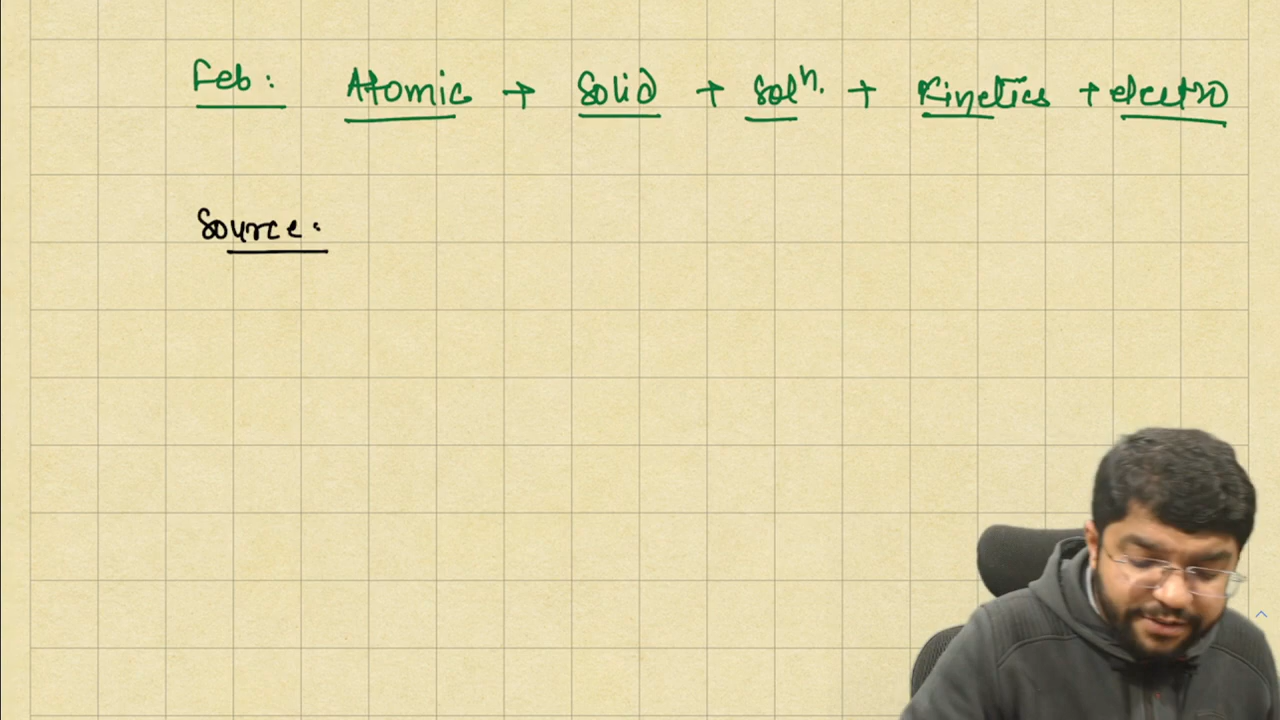 Feb: Atomic + Solid + Solⁿ. + Kinetics + electro
Source: